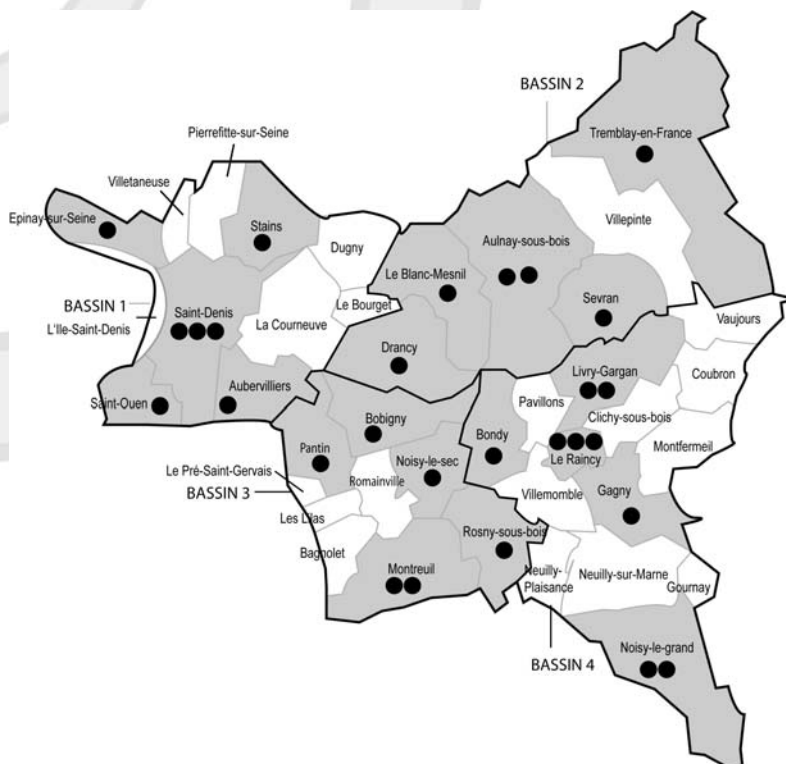 BASSIN 2
Pierrefitte-sur-Seine
Tremblay-en-France
Villetaneuse
Epinay-sur-Seine
Stains
Villepinte
Dugny
Aulnay-sous-bois
Le Blanc-Mesnil
BASSIN 1
Sevran
Le Bourget
Saint-Denis
L'Ile-Saint-Denis
La Courneuve
Vaujours
Drancy
Livry-Gargan
Coubron
Aubervilliers
Saint-Ouen
Pavillons
Clichy-sous-bois
Bobigny
Bondy
Montfermeil
Pantin
Noisy-le-sec
Le Raincy
Le Pré-Saint-Gervais
Romainville
BASSIN 3
Villemomble
Gagny
Les Lilas
Rosny-sous-bois
Bagnolet
Montreuil
Neuilly-
Plaisance
Neuilly-sur-Marne
Gournay
Noisy-le-grand
BASSIN 4